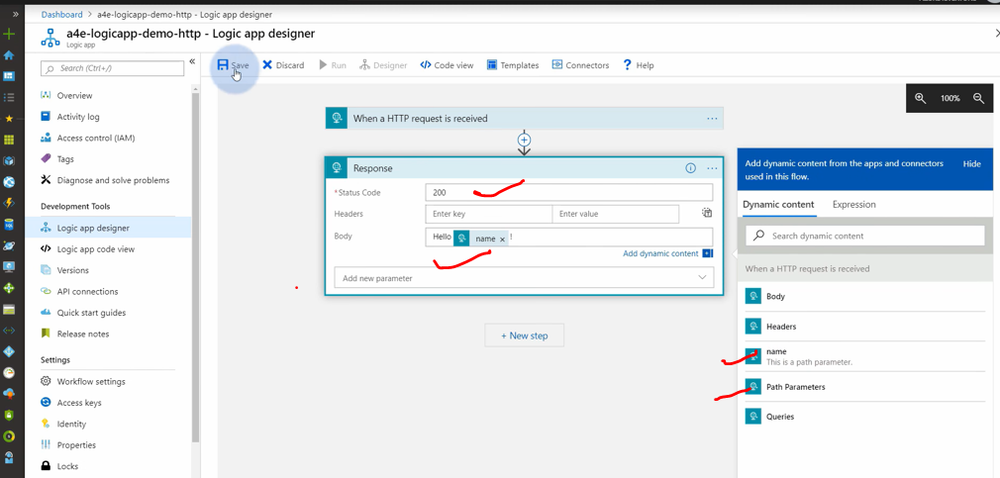 Dashboard > a4e-logicapp-demo-http - Logic app designer
a4e-logicapp-demo-http - Logic app designer
Logic app
Search (Ctrl+/)
Overview
Activity log
Access control (IAM)
Tags
Diagnose and solve problems
Development Tools
Logic app designer
Logic app code view
Versions
API connections
Quick start guides
Release notes
Settings
Workflow settings
Access keys
Identity
Properties
Locks
Save Discard Run Designer Code view Templates Connectors Help
100%
When a HTTP request is received
Response
*Status Code 200
Headers Enter key Enter value
Body Hello name × !
Add dynamic content
Add new parameter
+ New step
Add dynamic content from the apps and connectors
used in this flow.
Hide
Dynamic content Expression
Search dynamic content
When a HTTP request is received
Body
Headers
name
This is a path parameter.
Path Parameters
Queries